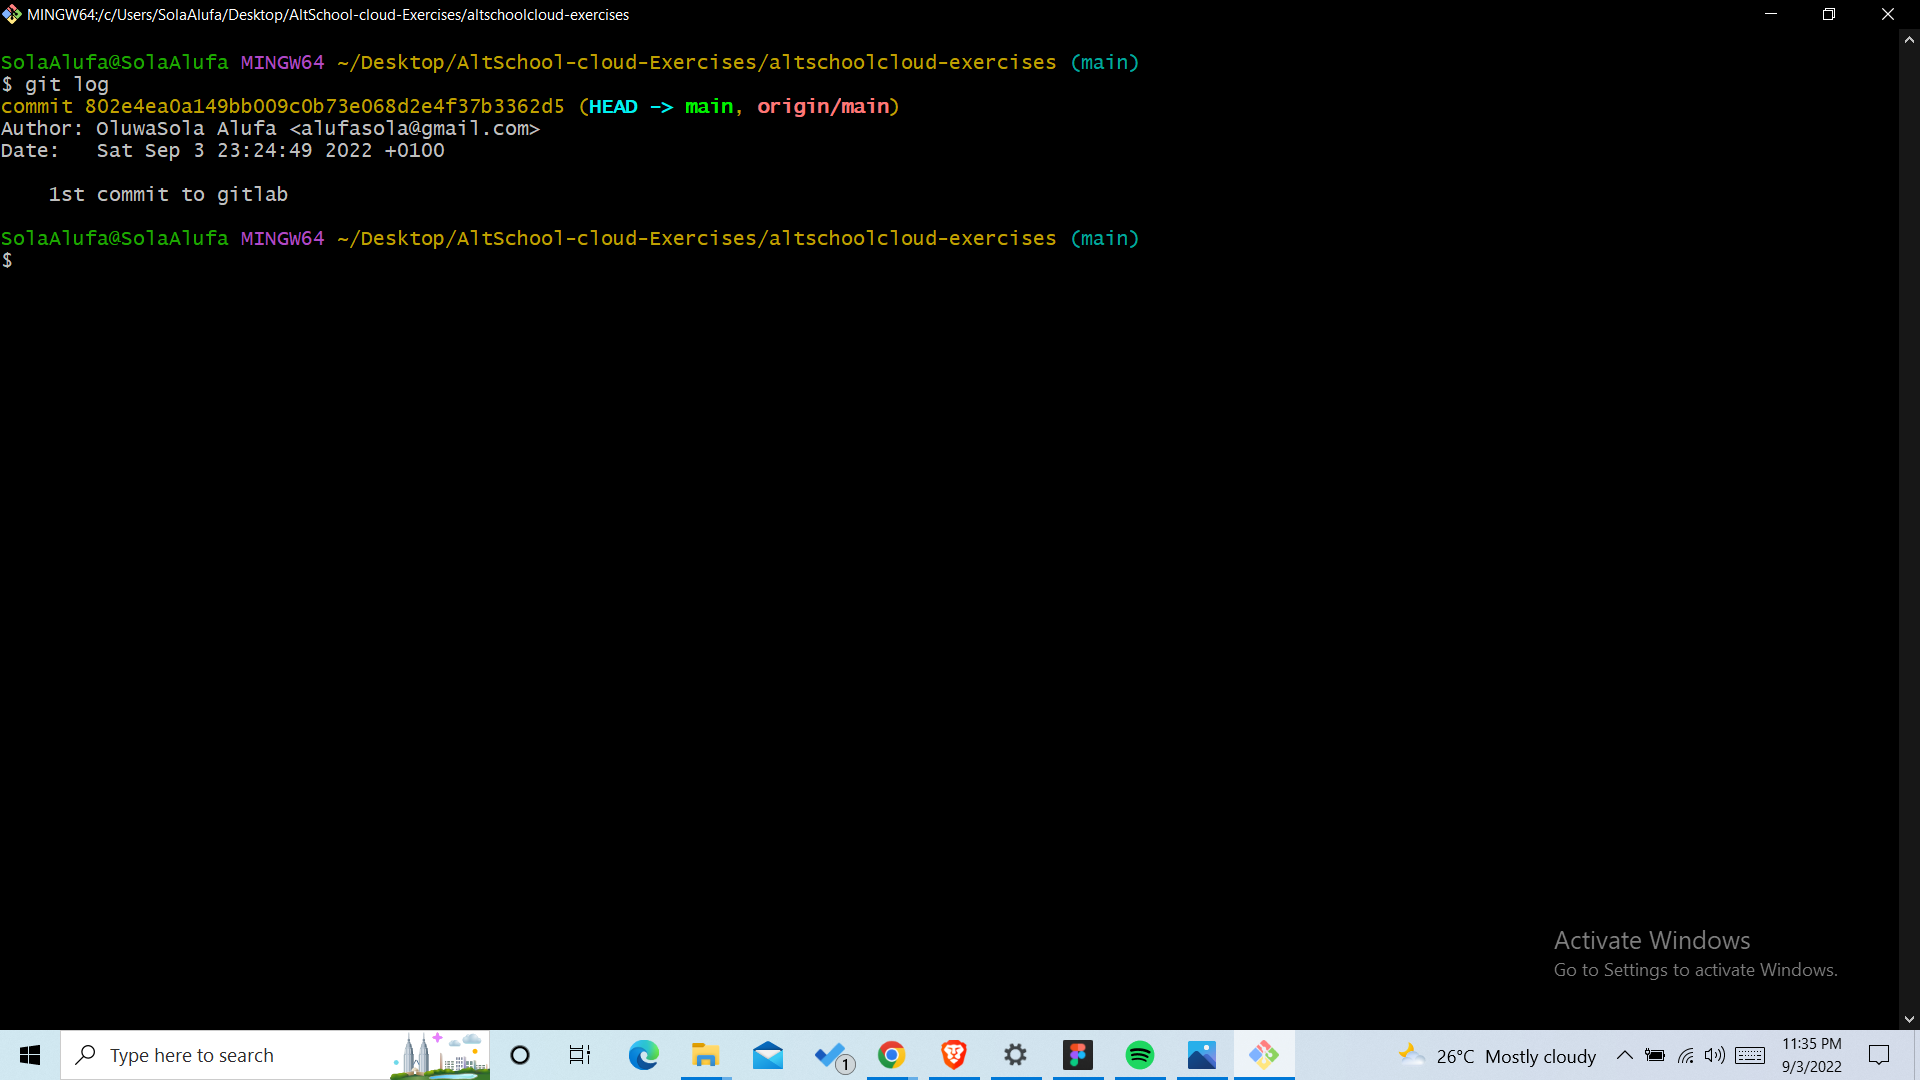 MINGW64:/c/Users/SolaAlufa/Desktop/AltSchool-cloud-Exercises/altschoolcloud-exercises
SolaAlufa@SolaAlufa MINGW64 ~/Desktop/AltSchool-cloud-Exercises/altschoolcloud-exercises (main)
$ git log
commit 802e4ea0a149bb009c0b73e068d2e4f37b3362d5 (HEAD -> main, origin/main)
Author: OluwaSola Alufa <alufasola@gmail.com>
Date:   Sat Sep 3 23:24:49 2022 +0100
    1st commit to gitlab
SolaAlufa@SolaAlufa MINGW64 ~/Desktop/AltSchool-cloud-Exercises/altschoolcloud-exercises (main)
$
Activate Windows
Go to Settings to activate Windows.
Type here to search
1
26°C Mostly cloudy
11:35 PM
9/3/2022